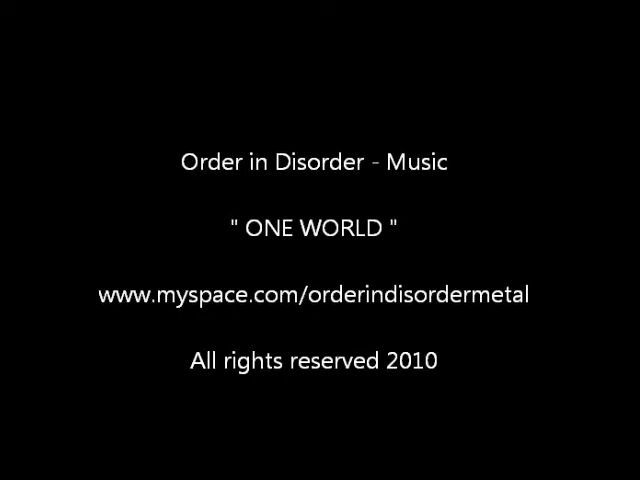 Order in Disorder - Music
" ONE WORLD "
www.myspace.com/orderindisordermetal
All rights reserved 2010